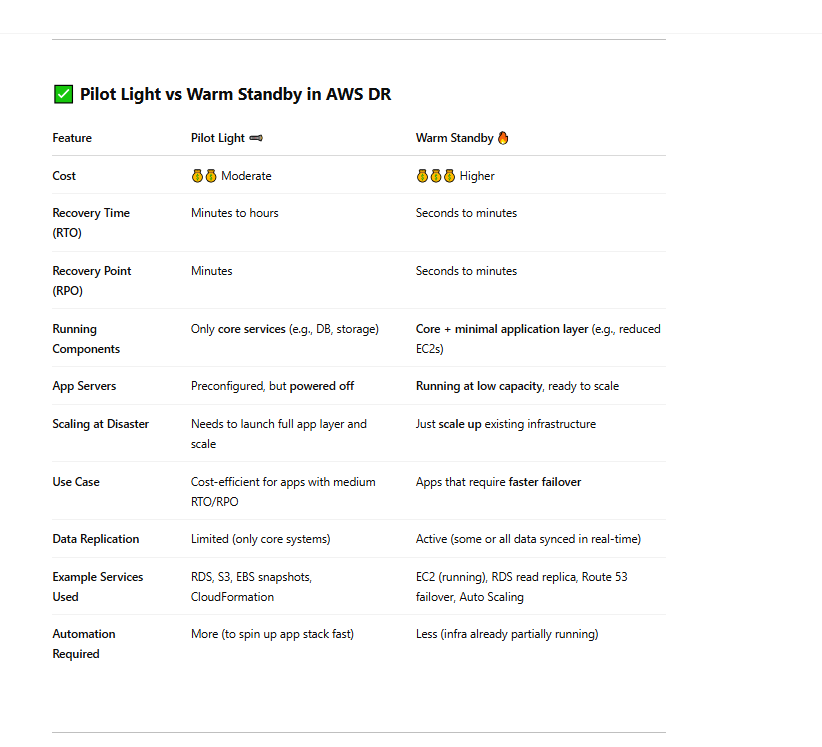 ✅ Pilot Light vs Warm Standby in AWS DR
Feature Pilot Light Warm Standby 🔥
Cost 💰💰 Moderate 💰💰💰 Higher
Recovery Time Minutes to hours Seconds to minutes
(RTO)
Recovery Point Minutes Seconds to minutes
(RPO)
Running Only core services (e.g., DB, storage) Core + minimal application layer (e.g., reduced
Components EC2s)
App Servers Preconfigured, but powered off Running at low capacity, ready to scale
Scaling at Disaster Needs to launch full app layer and Just scale up existing infrastructure
scale
Use Case Cost-efficient for apps with medium Apps that require faster failover
RTO/RPO
Data Replication Limited (only core systems) Active (some or all data synced in real-time)
Example Services RDS, S3, EBS snapshots, EC2 (running), RDS read replica, Route 53
Used CloudFormation failover, Auto Scaling
Automation More (to spin up app stack fast) Less (infra already partially running)
Required